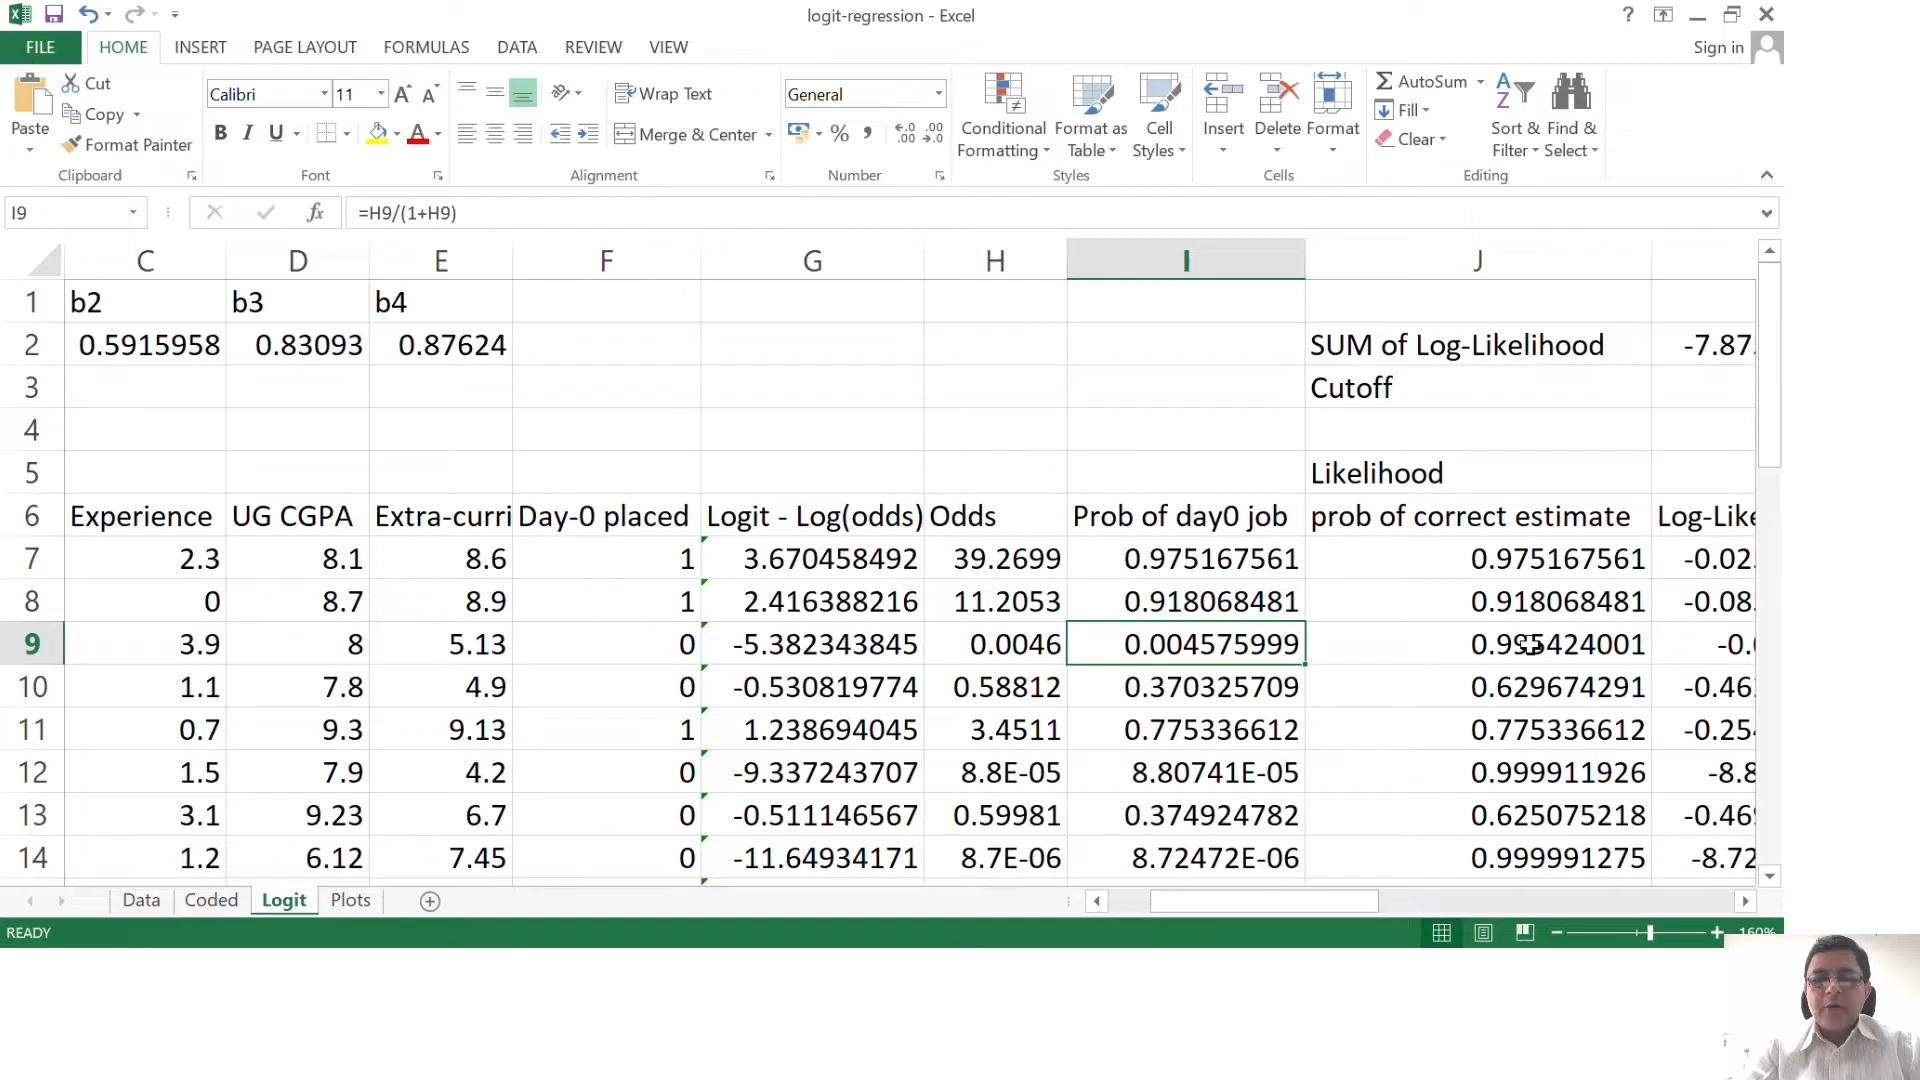 logit-regression - Excel
FILE HOME INSERT PAGE LAYOUT FORMULAS DATA REVIEW VIEW Sign in
Paste Cut Copy Format Painter Clipboard
Calibri 11 B I U A Font
Wrap Text Merge & Center Alignment
General % Number
Conditional Formatting Format as Table Cell Styles Styles
Insert Delete Format Cells
AutoSum Fill Clear Sort & Filter Find & Select Editing
I9 fx =H9/(1+H9)
C D E F G H I J
1 b2 b3 b4
2 0.5915958 0.83093 0.87624 SUM of Log-Likelihood -7.87
3 Cutoff
4
5 Likelihood
6 Experience UG CGPA Extra-curri Day-0 placed Logit - Log(odds) Odds Prob of day0 job prob of correct estimate Log-Like
7 2.3 8.1 8.6 1 3.670458492 39.2699 0.975167561 0.975167561 -0.02
8 0 8.7 8.9 1 2.416388216 11.2053 0.918068481 0.918068481 -0.08
9 3.9 8 5.13 0 -5.382343845 0.0046 0.004575999 0.995424001 -0.
10 1.1 7.8 4.9 0 -0.530819774 0.58812 0.370325709 0.629674291 -0.46
11 0.7 9.3 9.13 1 1.238694045 3.4511 0.775336612 0.775336612 -0.25
12 1.5 7.9 4.2 0 -9.337243707 8.8E-05 8.80741E-05 0.999911926 -8.8
13 3.1 9.23 6.7 0 -0.511146567 0.59981 0.374924782 0.625075218 -0.46
14 1.2 6.12 7.45 0 -11.64934171 8.7E-06 8.72472E-06 0.999991275 -8.72
Data Coded Logit Plots
READY 160%